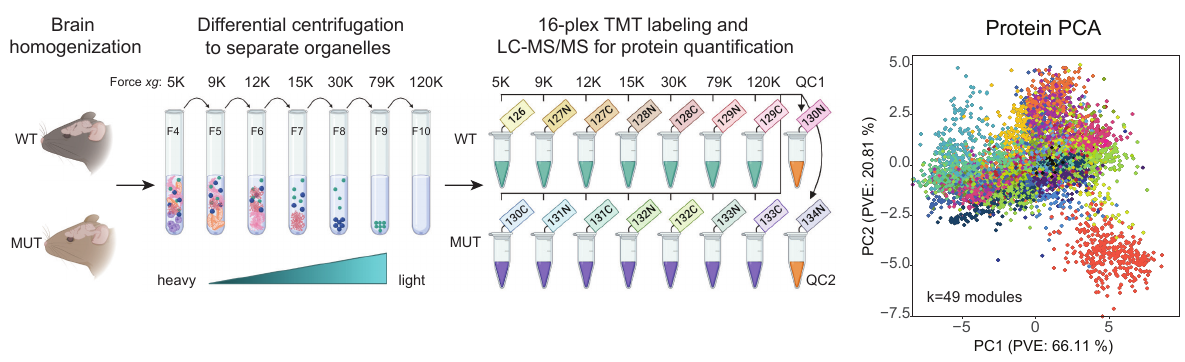 Brain
homogenization
Differential centrifugation
to separate organelles
16-plex TMT labeling and
LC-MS/MS for protein quantification
Protein PCA
Force xg: 5K 9K 12K 15K 30K 79K 120K
F4 F5 F6 F7 F8 F9 F10
WT
MUT
heavy
light
5K 9K 12K 15K 30K 79K 120K QC1
126 127N 127C 128N 128C 129N 129C 130N
WT
130C 131N 131C 132N 132C 133N 133C 134N
MUT
QC2
5.0
2.5
0.0
−2.5
−5.0
−7.5
PC2 (PVE: 20.81 %)
k=49 modules
−5 0 5
PC1 (PVE: 66.11 %)